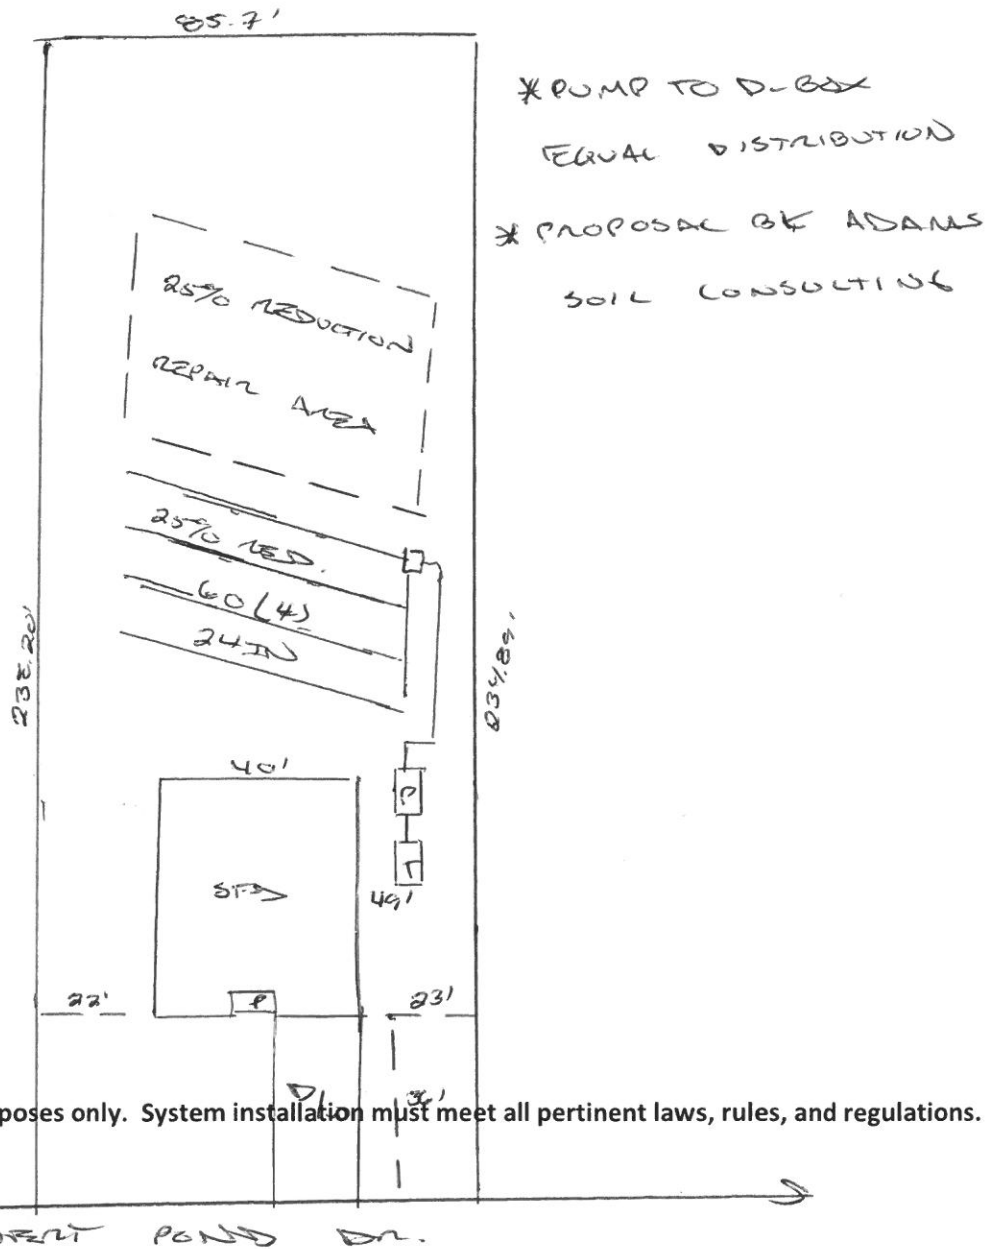 85.7'
* PUMP TO D-BOX
EQUAL DISTRIBUTION
* PROPOSAL BY ADAMS
SOIL CONSULTING
25% REDUCTION
REPAIR AREA
25% RED.
60 (4)
24 IN
238.20'
234.89'
40'
P
T
SFD
49'
22'
P
23'
D/W
36'
poses only. System installation must meet all pertinent laws, rules, and regulations.
POND DR.